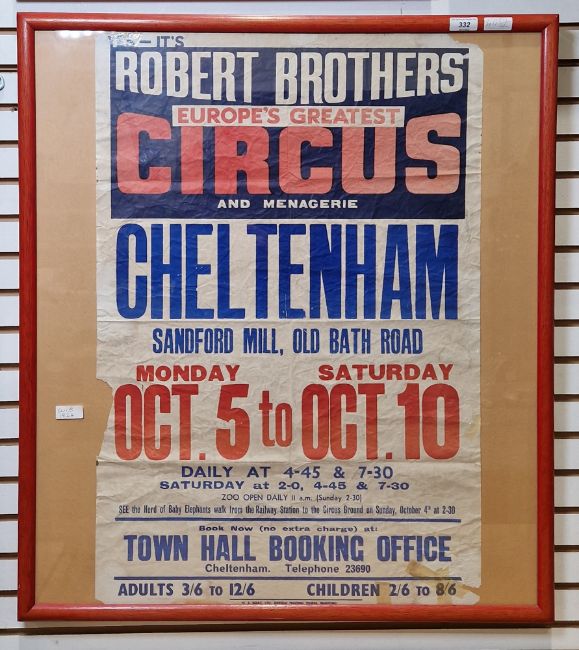 332
YES—IT'S
ROBERT BROTHERS
EUROPE'S GREATEST
CIRCUS
AND MENAGERIE
CHELTENHAM
SANDFORD MILL, OLD BATH ROAD
MONDAY SATURDAY
OCT. 5 to OCT. 10
DAILY AT 4-45 & 7-30
SATURDAY at 2-0, 4-45 & 7-30
ZOO OPEN DAILY 11 a.m. (Sunday 2-30)
SEE the Herd of Baby Elephants walk from the Railway Station to the Circus Ground on Sunday, October 4th at 2-30
Book Now (no extra charge) at:
TOWN HALL BOOKING OFFICE
Cheltenham. Telephone 23690
ADULTS 3/6 TO 12/6 CHILDREN 2/6 TO 8/6